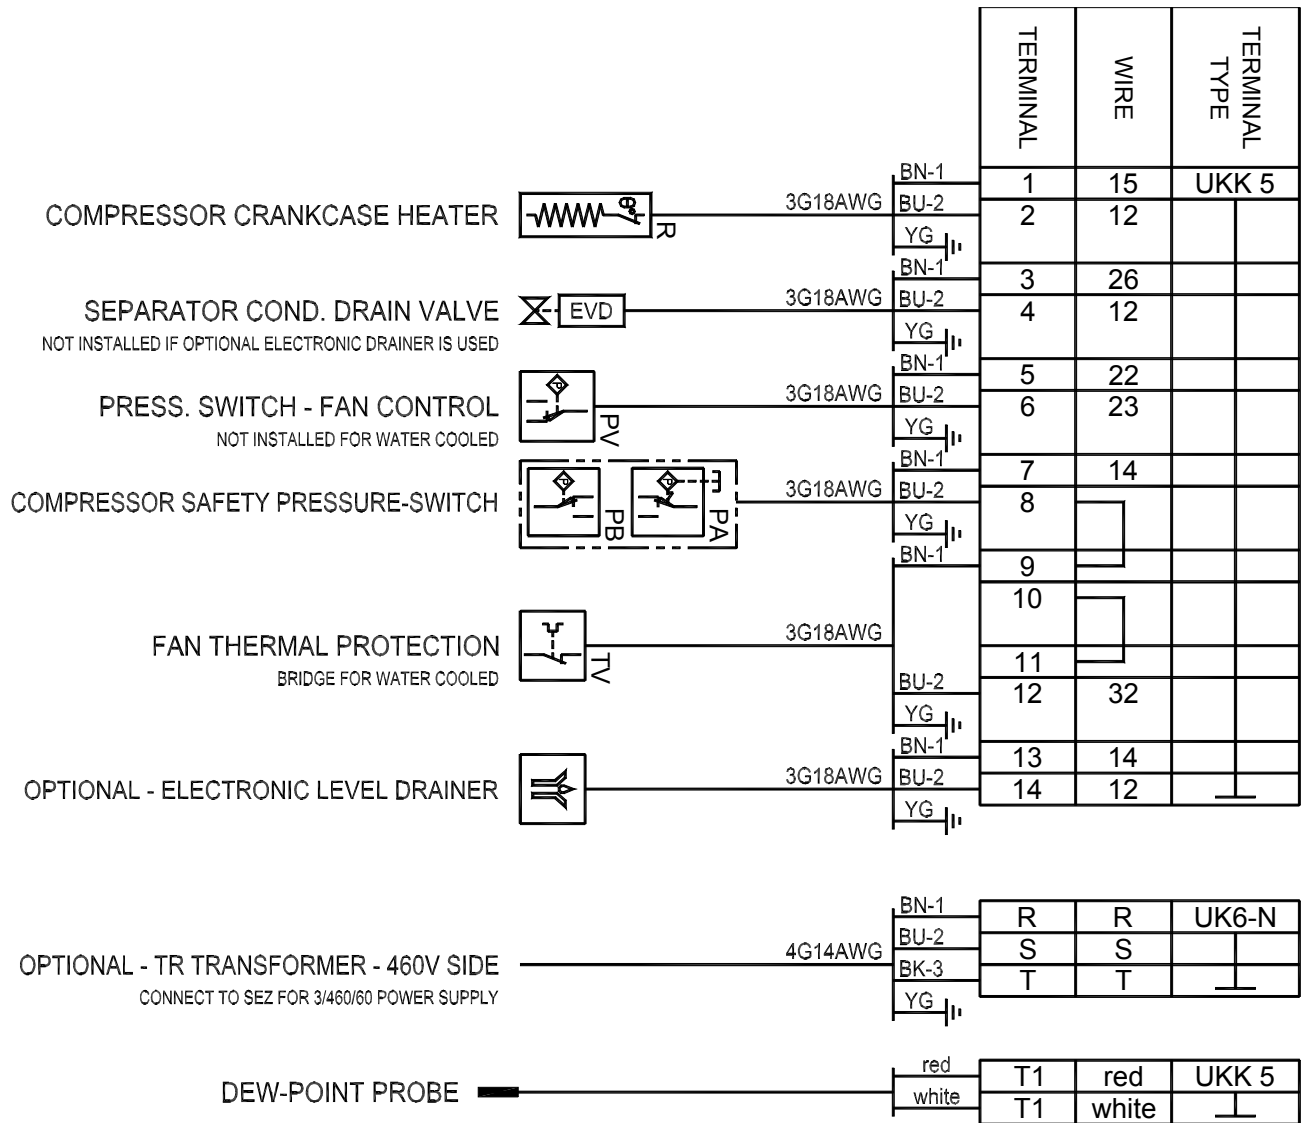 TERMINAL WIRE TERMINAL TYPE
BN-1 1 15 UKK 5
COMPRESSOR CRANKCASE HEATER θ° R 3G18AWG BU-2 2 12
YG
BN-1 3 26
SEPARATOR COND. DRAIN VALVE EVD 3G18AWG BU-2 4 12
NOT INSTALLED IF OPTIONAL ELECTRONIC DRAINER IS USED YG
BN-1 5 22
PRESS. SWITCH - FAN CONTROL P PV 3G18AWG BU-2 6 23
NOT INSTALLED FOR WATER COOLED YG
BN-1 7 14
COMPRESSOR SAFETY PRESSURE-SWITCH P PB P PA 3G18AWG BU-2 8
YG
BN-1 9
10
FAN THERMAL PROTECTION TV 3G18AWG 11
BRIDGE FOR WATER COOLED BU-2 12 32
YG
BN-1 13 14
OPTIONAL - ELECTRONIC LEVEL DRAINER 3G18AWG BU-2 14 12
YG
BN-1 R R UK6-N
BU-2 S S
OPTIONAL - TR TRANSFORMER - 460V SIDE 4G14AWG BK-3 T T
CONNECT TO SEZ FOR 3/460/60 POWER SUPPLY YG
red T1 red UKK 5
DEW-POINT PROBE white T1 white